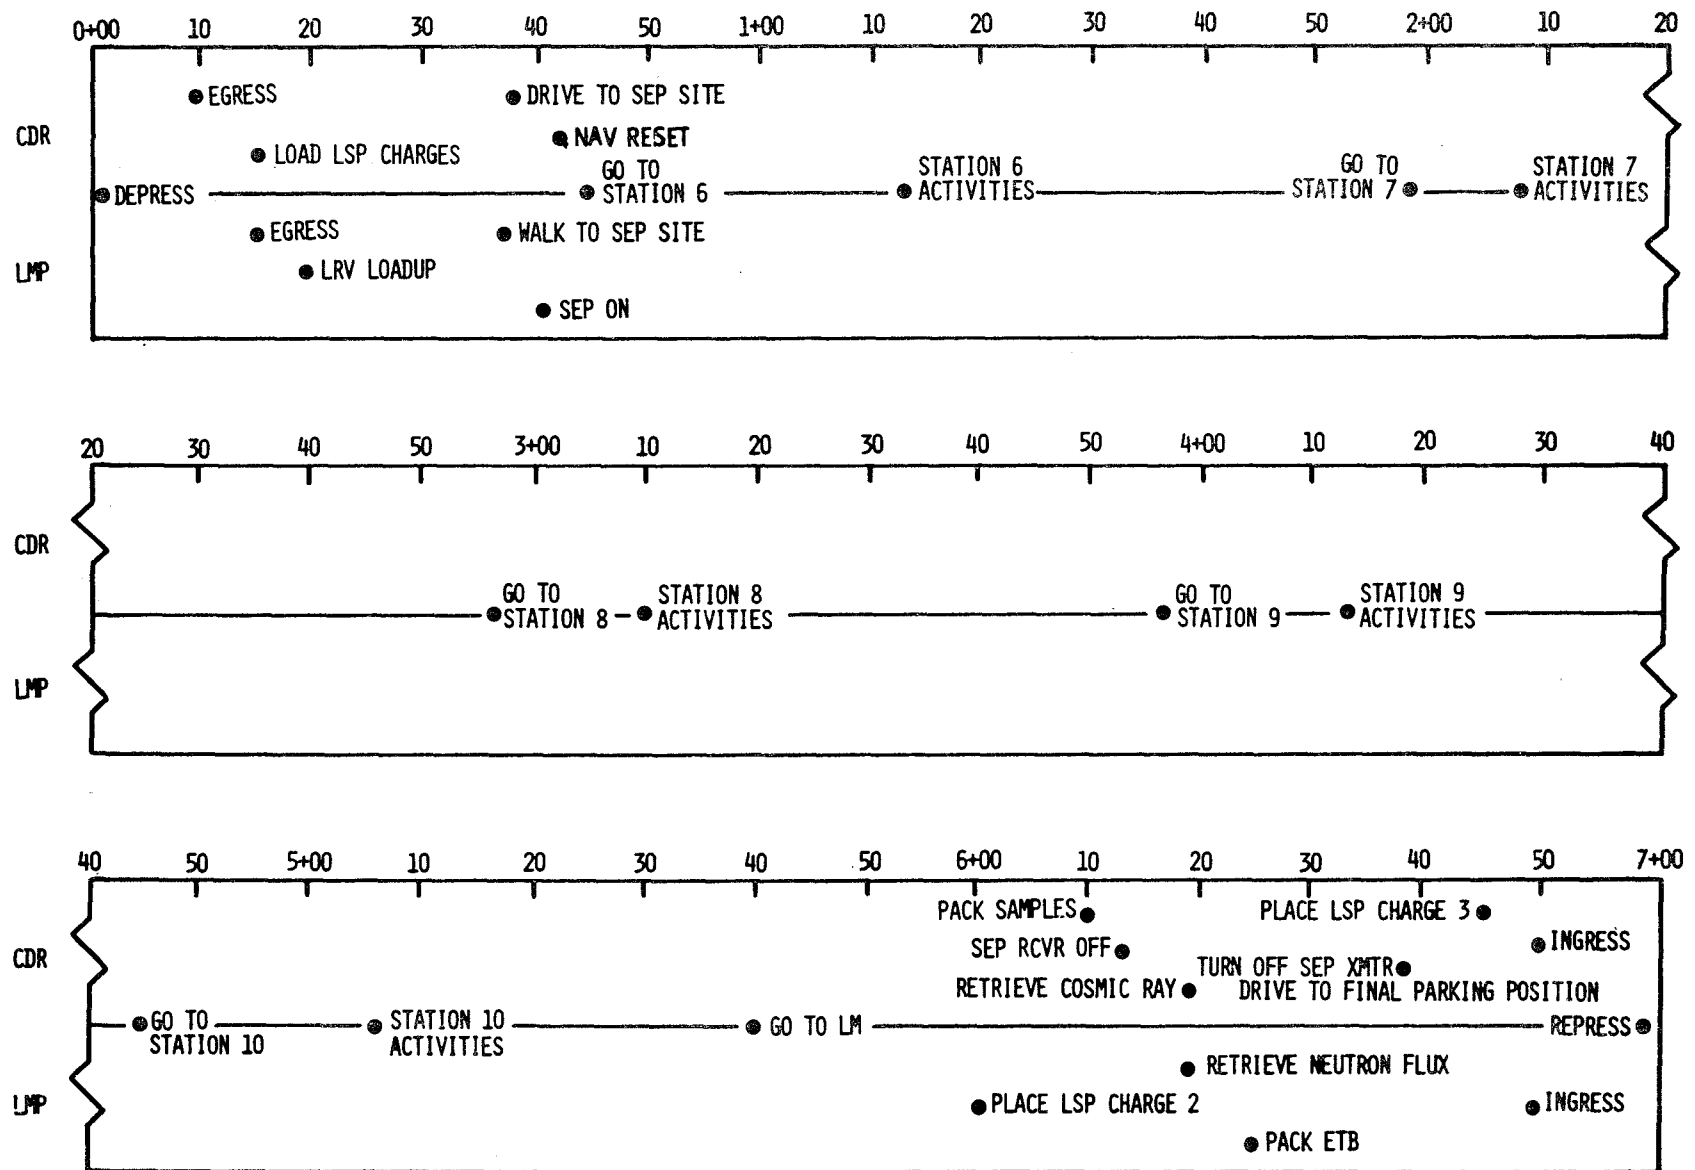 0+00 10 20 30 40 50 1+00 10 20 30 40 50 2+00 10 20
EGRESS DRIVE TO SEP SITE
CDR
NAV RESET
LOAD LSP CHARGES
GO TO
STATION 6
STATION 6
ACTIVITIES
GO TO
STATION 7
STATION 7
ACTIVITIES
DEPRESS
EGRESS WALK TO SEP SITE
LMP
LRV LOADUP
SEP ON
20 30 40 50 3+00 10 20 30 40 50 4+00 10 20 30 40
CDR
GO TO
STATION 8
STATION 8
ACTIVITIES
GO TO
STATION 9
STATION 9
ACTIVITIES
LMP
40 50 5+00 10 20 30 40 50 6+00 10 20 30 40 50 7+00
PACK SAMPLES PLACE LSP CHARGE 3
SEP RCVR OFF INGRESS
CDR
TURN OFF SEP XMTR
RETRIEVE COSMIC RAY DRIVE TO FINAL PARKING POSITION
GO TO
STATION 10
STATION 10
ACTIVITIES
GO TO LM
REPRESS
RETRIEVE NEUTRON FLUX
LMP
PLACE LSP CHARGE 2 INGRESS
PACK ETB